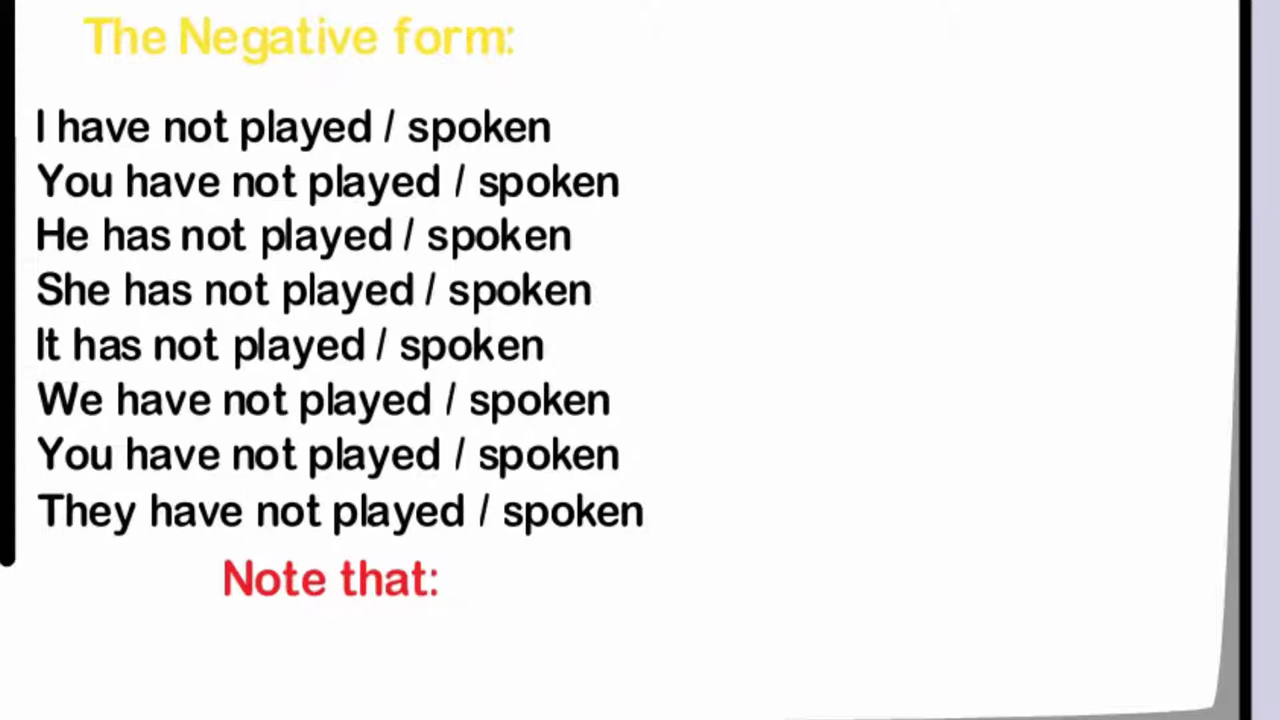 The Negative form:
I have not played / spoken
You have not played / spoken
He has not played / spoken
She has not played / spoken
It has not played / spoken
We have not played / spoken
You have not played / spoken
They have not played / spoken
Note that: